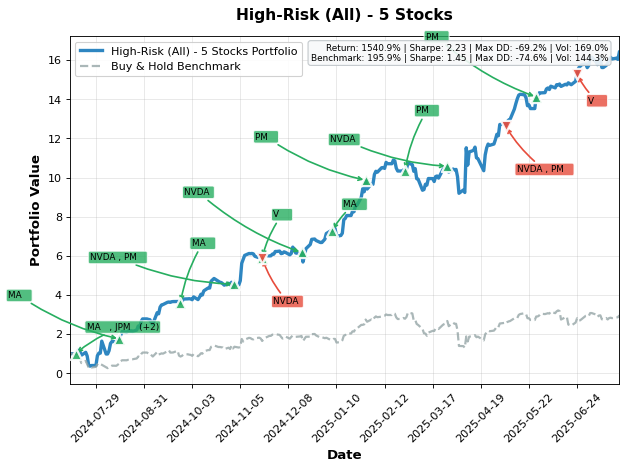 High-Risk (All) - 5 Stocks
PM
High-Risk (All) - 5 Stocks Portfolio
Buy & Hold Benchmark
Return: 1540.9% | Sharpe: 2.23 | Max DD: -69.2% | Vol: 169.0%
Benchmark: 195.9% | Sharpe: 1.45 | Max DD: -74.6% | Vol: 144.3%
16
V
14
PM
12
PM
NVDA
NVDA , PM
10
NVDA
MA
8
V
MA
6
NVDA , PM
4
MA
NVDA
2
MA , JPM (+2)
0
Portfolio Value
2024-07-29
2024-08-31
2024-10-03
2024-11-05
2024-12-08
2025-01-10
2025-02-12
2025-03-17
2025-04-19
2025-05-22
2025-06-24
Date